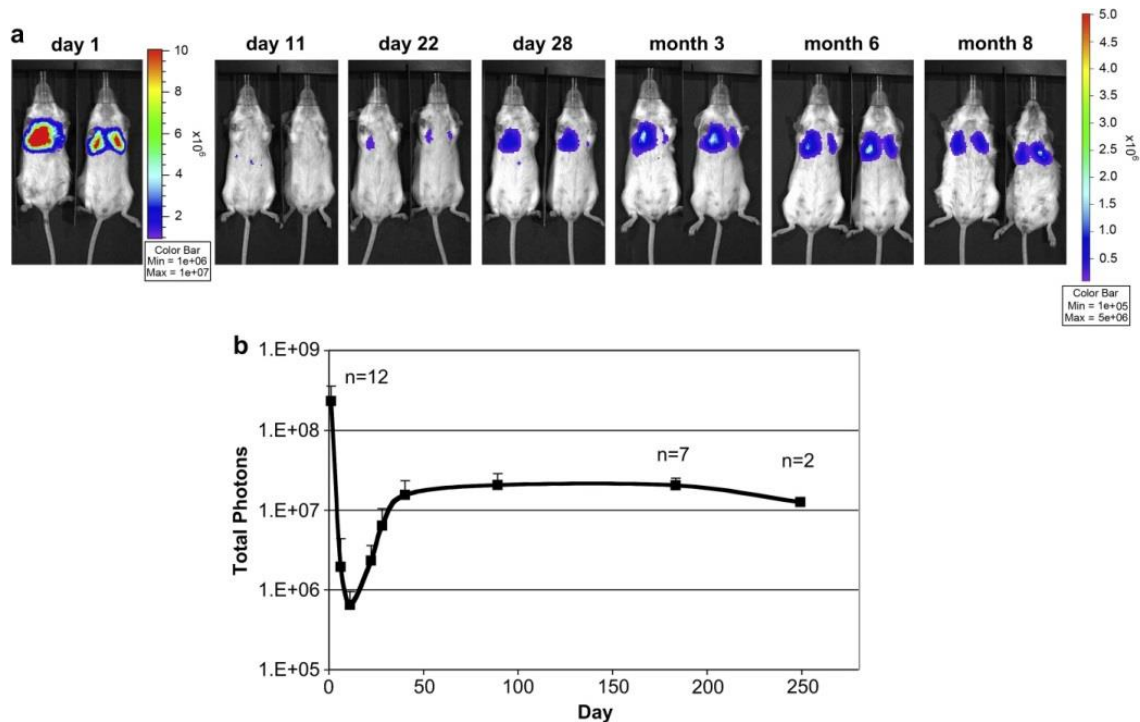 a
day 1
day 11
day 22
day 28
month 3
month 6
month 8
10
8
6
4
2
x10⁶
Color Bar
Min = 1e+06
Max = 1e+07
5.0
4.5
4.0
3.5
3.0
2.5
2.0
1.5
1.0
0.5
x10⁶
Color Bar
Min = 1e+05
Max = 5e+06
b
1.E+09
1.E+08
1.E+07
1.E+06
1.E+05
Total Photons
n=12
n=7
n=2
0
50
100
150
200
250
Day